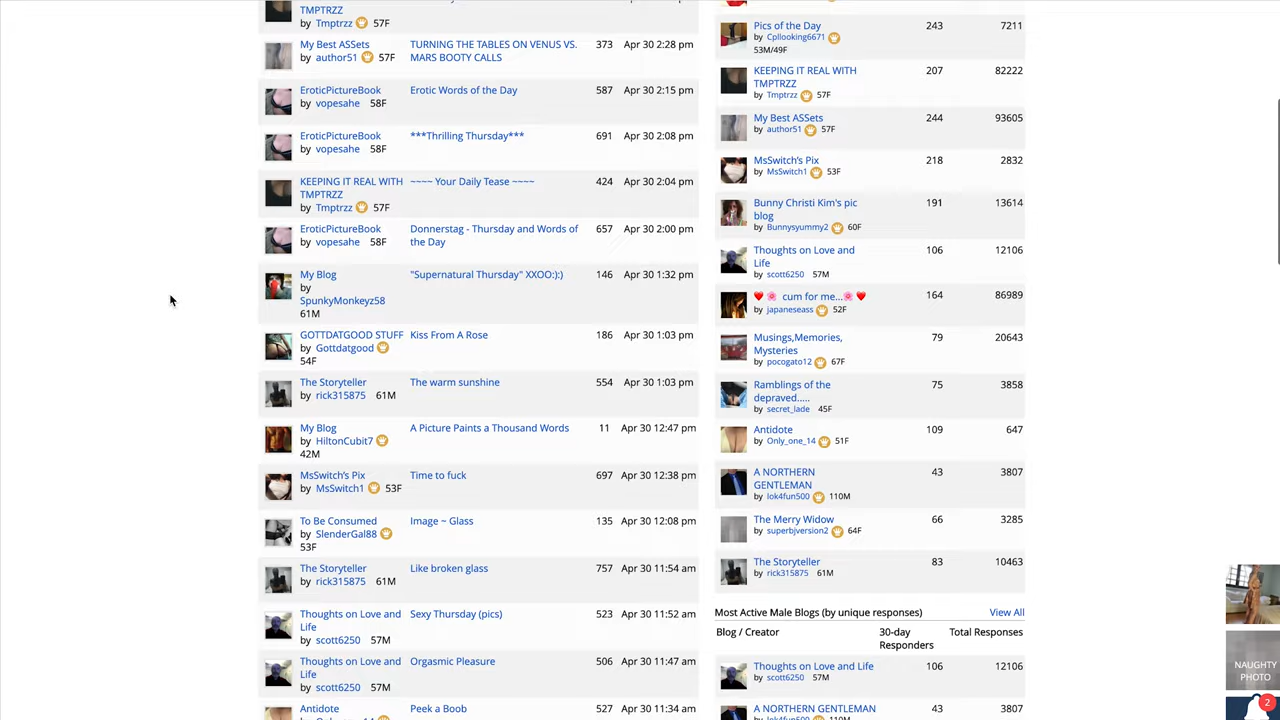 TMPTRZZ
by Tmptrzz 57F
My Best ASSets
by author51 57F
TURNING THE TABLES ON VENUS VS.
MARS BOOTY CALLS
373 Apr 30 2:28 pm
EroticPictureBook
by vopesahe 58F
Erotic Words of the Day
587 Apr 30 2:15 pm
EroticPictureBook
by vopesahe 58F
***Thrilling Thursday***
691 Apr 30 2:08 pm
KEEPING IT REAL WITH
TMPTRZZ
by Tmptrzz 57F
~~~~ Your Daily Tease ~~~~
424 Apr 30 2:04 pm
EroticPictureBook
by vopesahe 58F
Donnerstag - Thursday and Words of
the Day
657 Apr 30 2:00 pm
My Blog
by
SpunkyMonkeyz58
61M
"Supernatural Thursday" XXOO:):)
146 Apr 30 1:32 pm
GOTTDATGOOD STUFF
by Gottdatgood
54F
Kiss From A Rose
186 Apr 30 1:03 pm
The Storyteller
by rick315875 61M
The warm sunshine
554 Apr 30 1:03 pm
My Blog
by HiltonCubit7
42M
A Picture Paints a Thousand Words
11 Apr 30 12:47 pm
MsSwitch's Pix
by MsSwitch1 53F
Time to fuck
697 Apr 30 12:38 pm
To Be Consumed
by SlenderGal88
53F
Image ~ Glass
135 Apr 30 12:08 pm
The Storyteller
by rick315875 61M
Like broken glass
757 Apr 30 11:54 am
Thoughts on Love and
Life
by scott6250 57M
Sexy Thursday (pics)
523 Apr 30 11:52 am
Thoughts on Love and
Life
by scott6250 57M
Orgasmic Pleasure
506 Apr 30 11:47 am
Antidote
Peek a Boob
527 Apr 30 11:34 am
Pics of the Day
by Cpllooking6671
53M/49F
243 7211
KEEPING IT REAL WITH
TMPTRZZ
by Tmptrzz 57F
207 82222
My Best ASSets
by author51 57F
244 93605
MsSwitch's Pix
by MsSwitch1 53F
218 2832
Bunny Christi Kim's pic
blog
by Bunnysyummy2 60F
191 13614
Thoughts on Love and
Life
by scott6250 57M
106 12106
❤️🌸 cum for me...🌸❤️
by japaneseass 52F
164 86989
Musings,Memories,
Mysteries
by pocogato12 67F
79 20643
Ramblings of the
depraved.....
by secret_lade 45F
75 3858
Antidote
by Only_one_14 51F
109 647
A NORTHERN
GENTLEMAN
by lok4fun500 110M
43 3807
The Merry Widow
by superbjversion2 64F
66 3285
The Storyteller
by rick315875 61M
83 10463
Most Active Male Blogs (by unique responses) View All
Blog / Creator
30-day
Responders
Total Responses
Thoughts on Love and Life
by scott6250 57M
106 12106
A NORTHERN GENTLEMAN
by lok4fun500 110M
43 3807
NAUGHTY
PHOTO
2